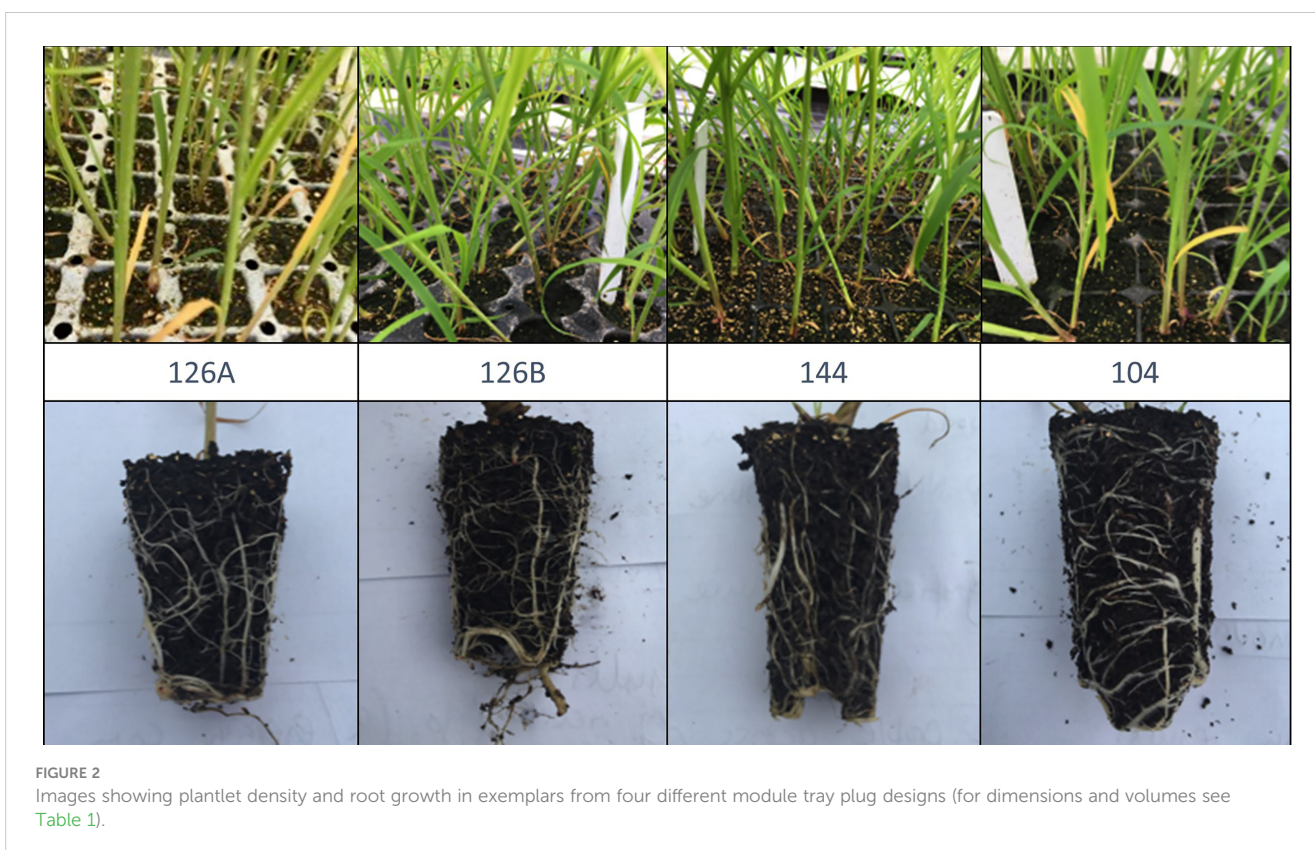 126A
126B
144
104
FIGURE 2
Images showing plantlet density and root growth in exemplars from four different module tray plug designs (for dimensions and volumes see
Table 1).